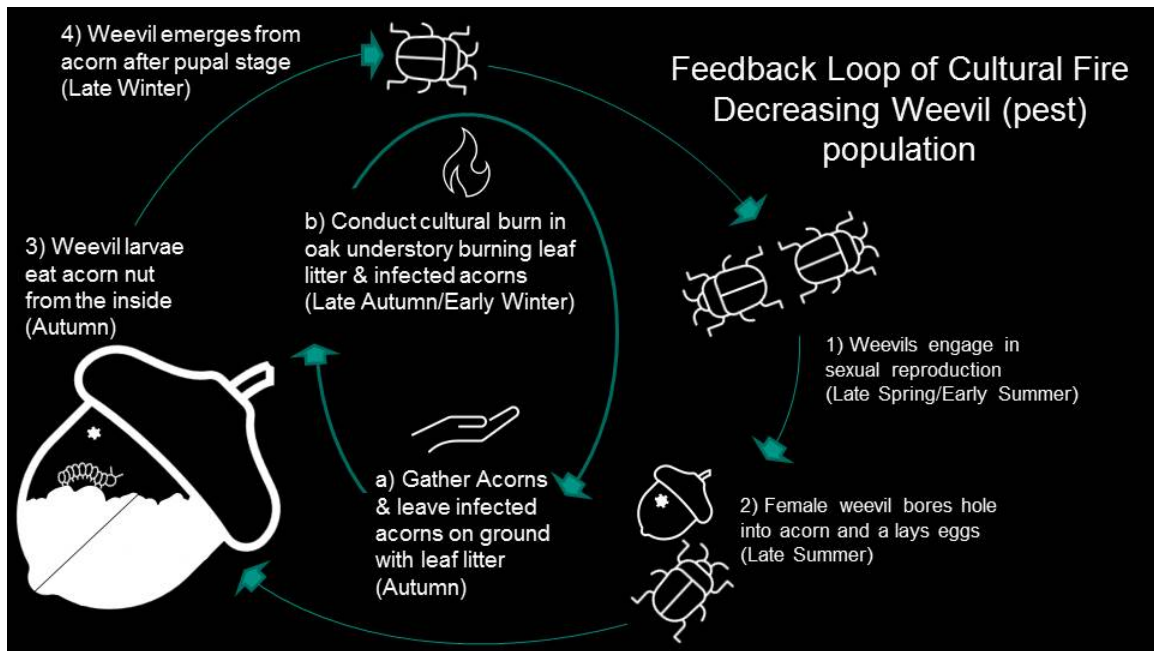 Feedback Loop of Cultural Fire
Decreasing Weevil (pest)
population
4) Weevil emerges from
acorn after pupal stage
(Late Winter)
b) Conduct cultural burn in
oak understory burning leaf
litter & infected acorns
(Late Autumn/Early Winter)
3) Weevil larvae
eat acorn nut
from the inside
(Autumn)
1) Weevils engage in
sexual reproduction
(Late Spring/Early Summer)
a) Gather Acorns
& leave infected
acorns on ground
with leaf litter
(Autumn)
2) Female weevil bores hole
into acorn and a lays eggs
(Late Summer)